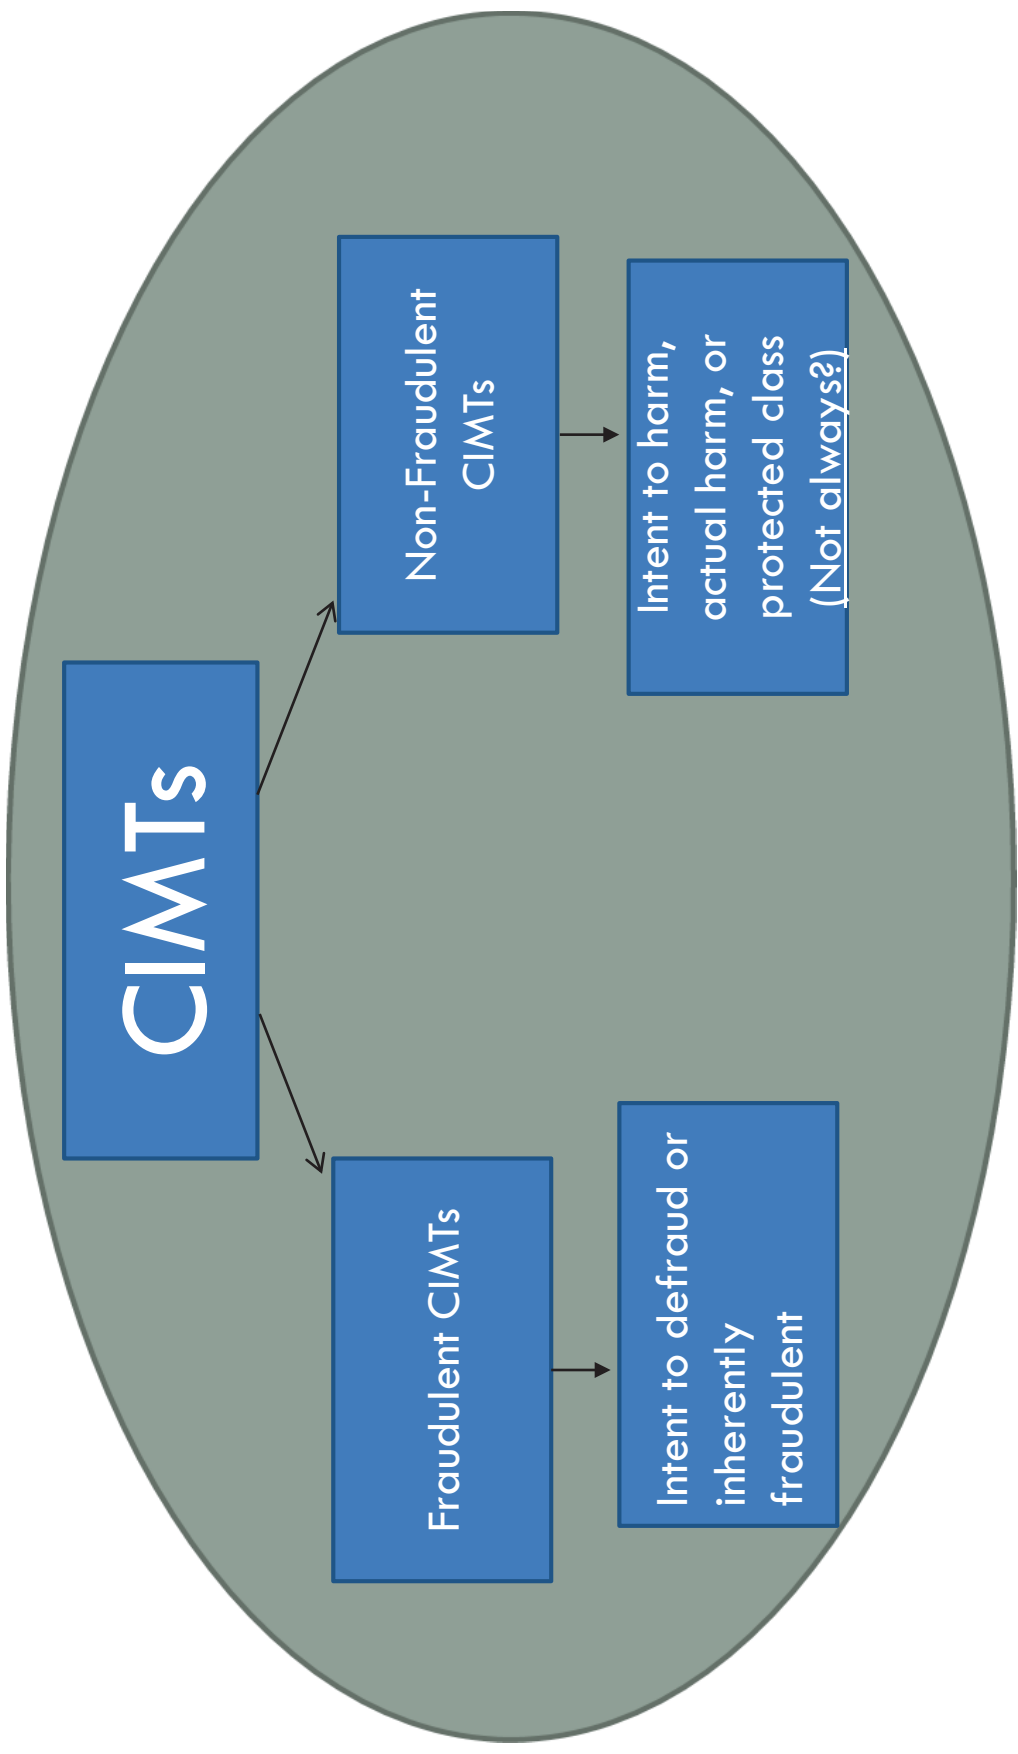 CIMTs
Fraudulent CIMTs
Non-Fraudulent
CIMTs
Intent to defraud or
inherently
fraudulent
Intent to harm,
actual harm, or
protected class
(Not always?)